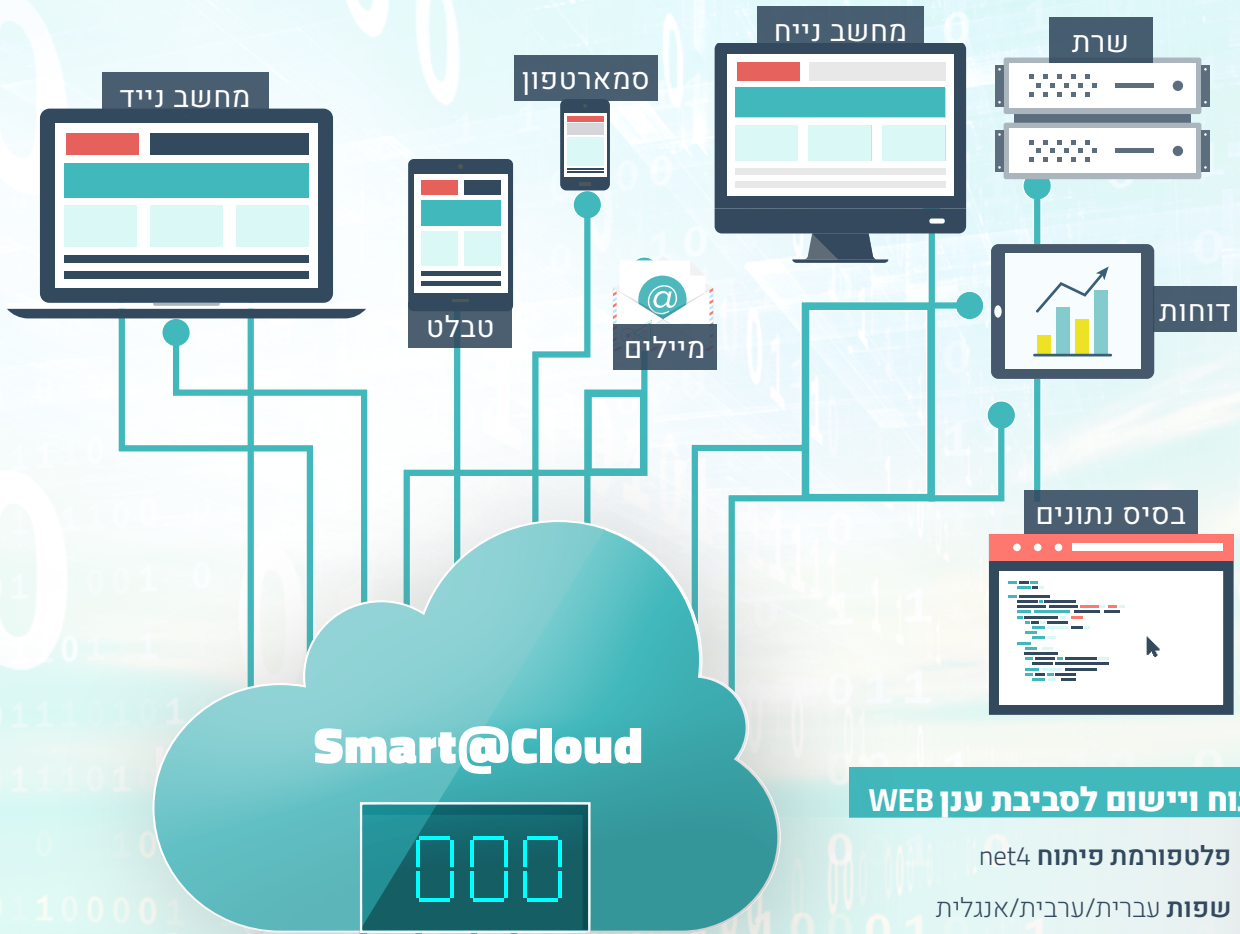 מחשב נייח
שרת
סמארטפון
מחשב נייד
דוחות
טבלט
מיילים
@
בסיס נתונים
Smart@Cloud
000
ויישום לסביבת ענן WEB
פלטפורמת פיתוח net4
שפות עברית/ערבית/אנגלית